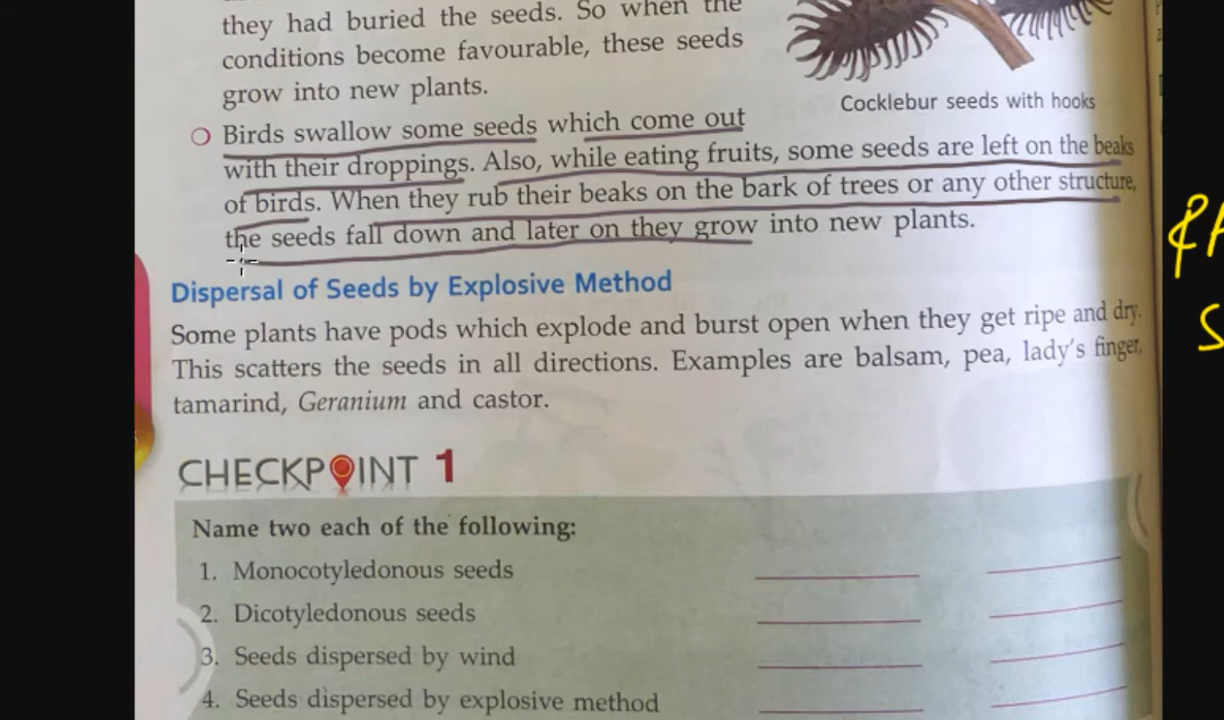 they had buried the seeds. So when the
conditions become favourable, these seeds
grow into new plants.
Cocklebur seeds with hooks
Birds swallow some seeds which come out
with their droppings. Also, while eating fruits, some seeds are left on the beaks
of birds. When they rub their beaks on the bark of trees or any other structure,
the seeds fall down and later on they grow into new plants.
Dispersal of Seeds by Explosive Method
Some plants have pods which explode and burst open when they get ripe and dry.
This scatters the seeds in all directions. Examples are balsam, pea, lady's finger,
tamarind, Geranium and castor.
CHECKPOINT 1
Name two each of the following:
1. Monocotyledonous seeds
2. Dicotyledonous seeds
3. Seeds dispersed by wind
4. Seeds dispersed by explosive method